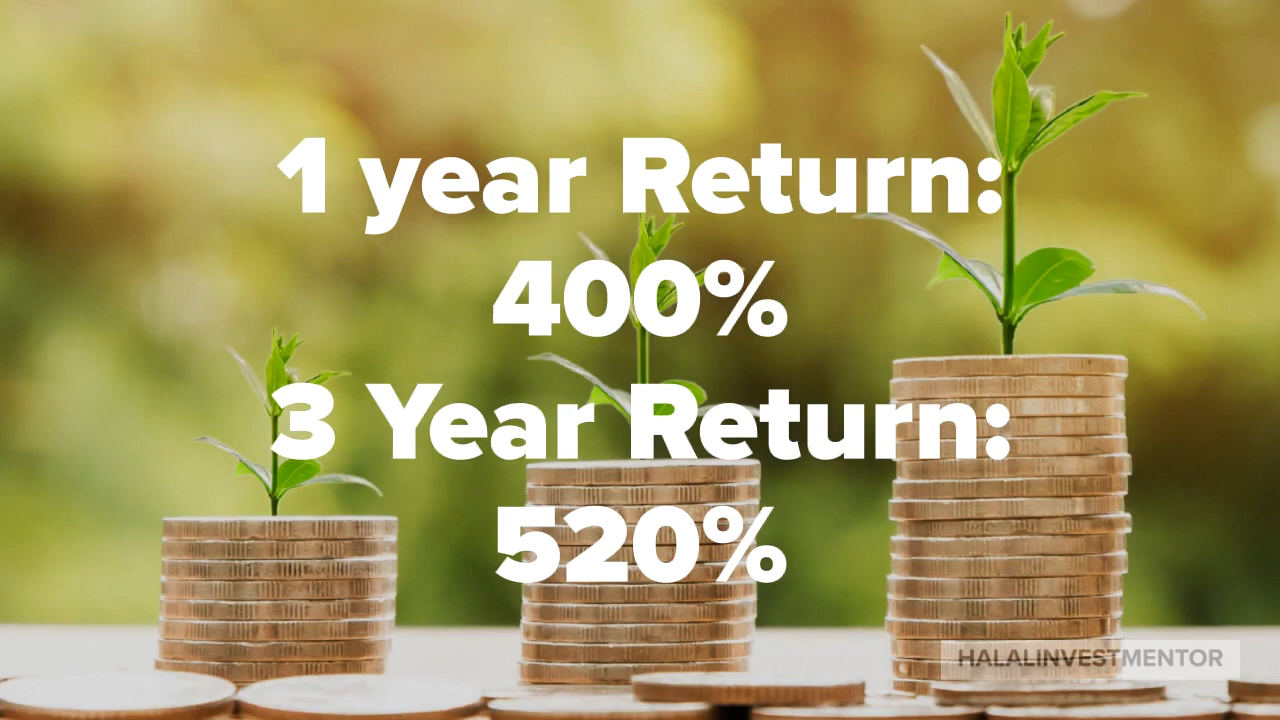 1 year Return:
400%
3 Year Return:
520%
HALALINVESTMENTOR